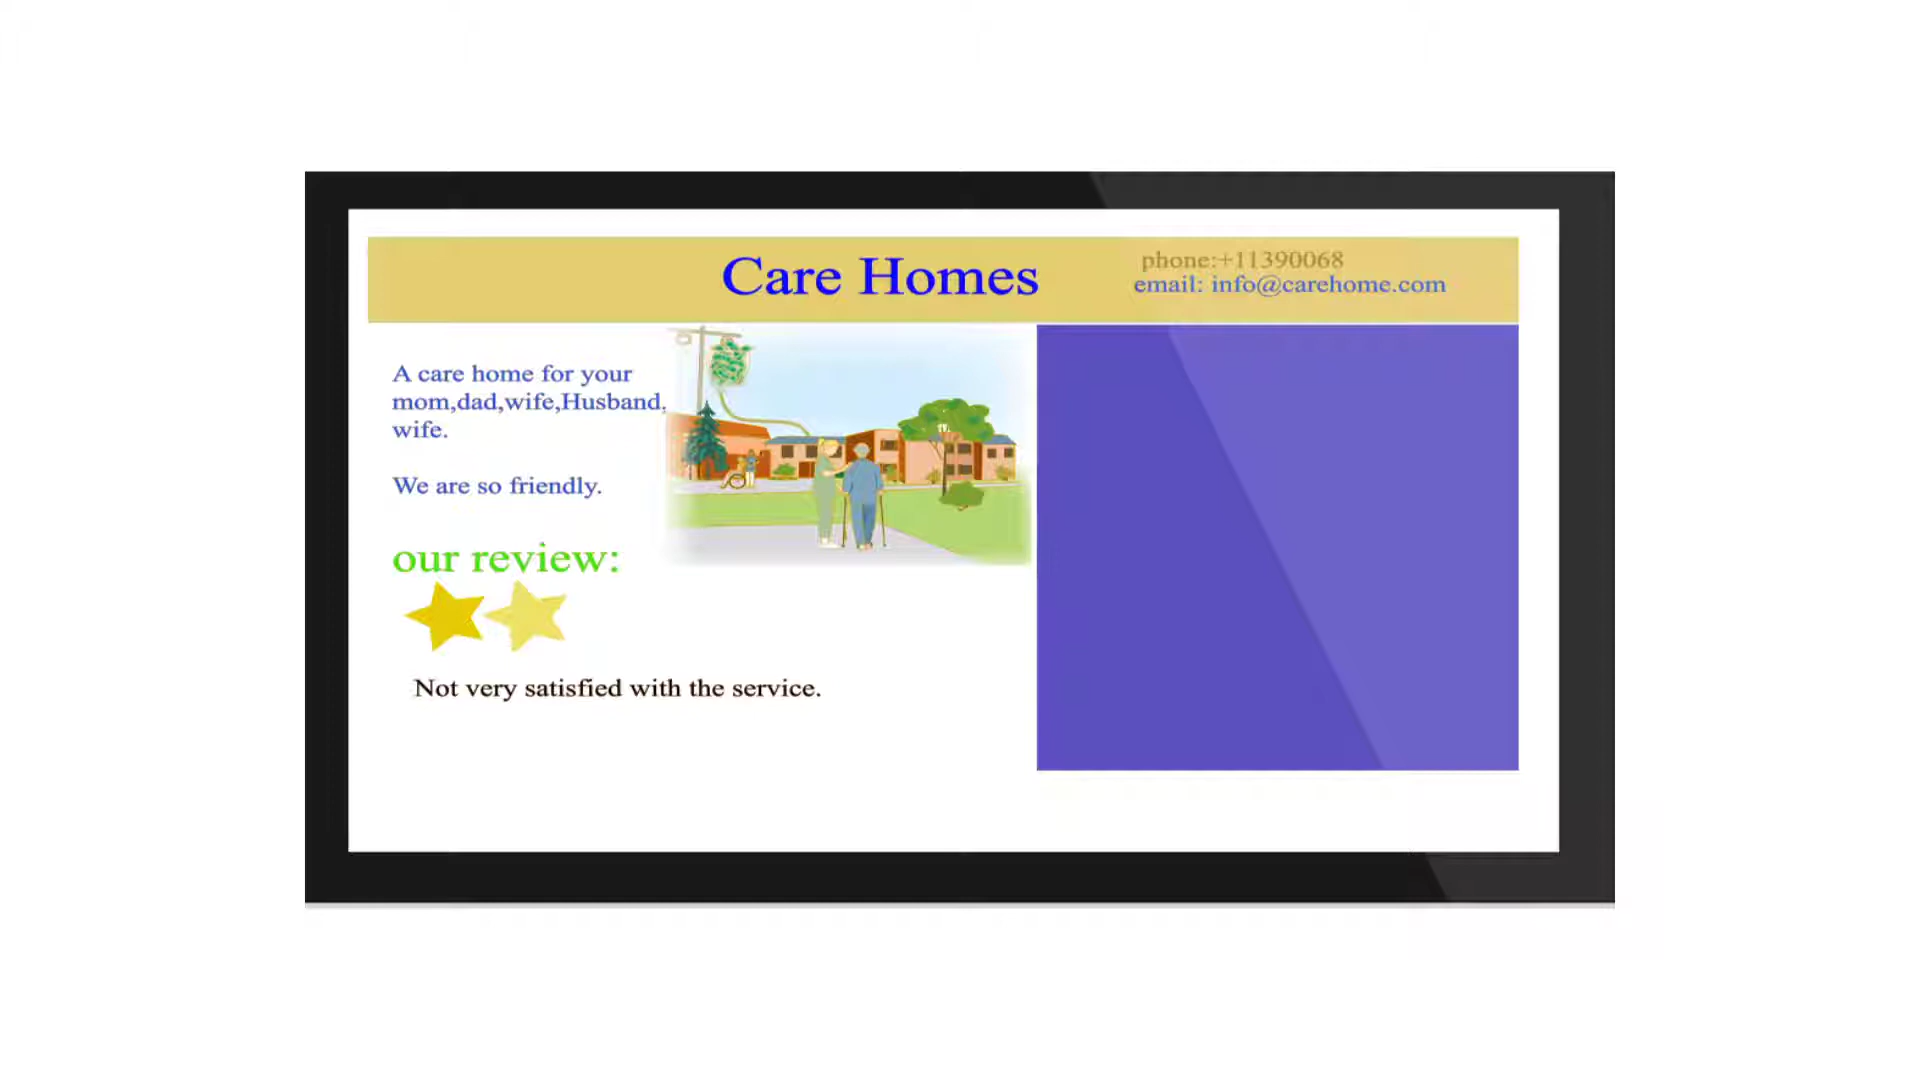 Care Homes
phone:+11390068
email: info@carehome.com
A care home for your
mom,dad,wife,Husband,
wife.
We are so friendly.
our review:
Not very satisfied with the service.